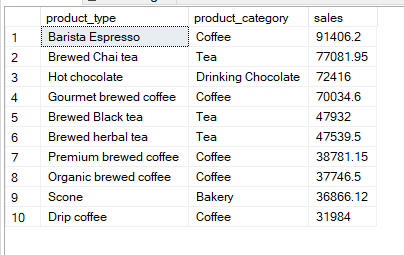 product_type product_category sales
1 Barista Espresso Coffee 91406.2
2 Brewed Chai tea Tea 77081.95
3 Hot chocolate Drinking Chocolate 72416
4 Gourmet brewed coffee Coffee 70034.6
5 Brewed Black tea Tea 47932
6 Brewed herbal tea Tea 47539.5
7 Premium brewed coffee Coffee 38781.15
8 Organic brewed coffee Coffee 37746.5
9 Scone Bakery 36866.12
10 Drip coffee Coffee 31984